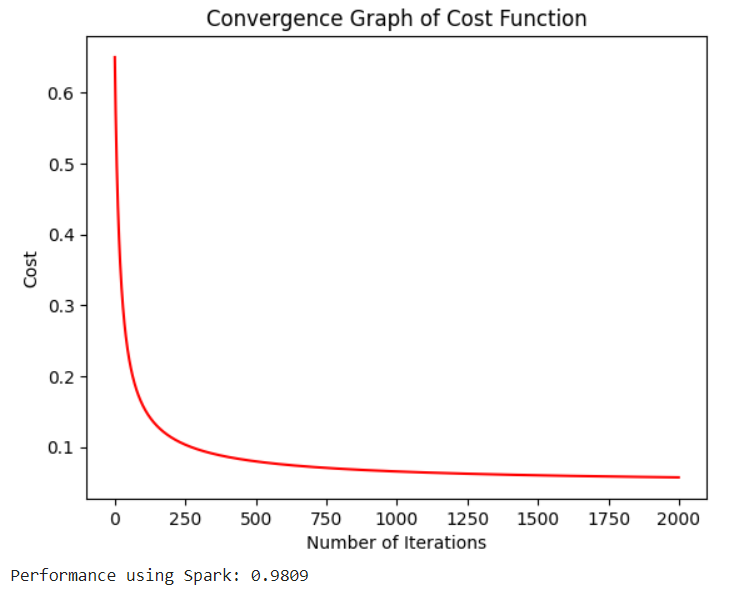 Convergence Graph of Cost Function
0.6
0.5
0.4
0.3
0.2
0.1
Cost
0 250 500 750 1000 1250 1500 1750 2000
Number of Iterations
Performance using Spark: 0.9809